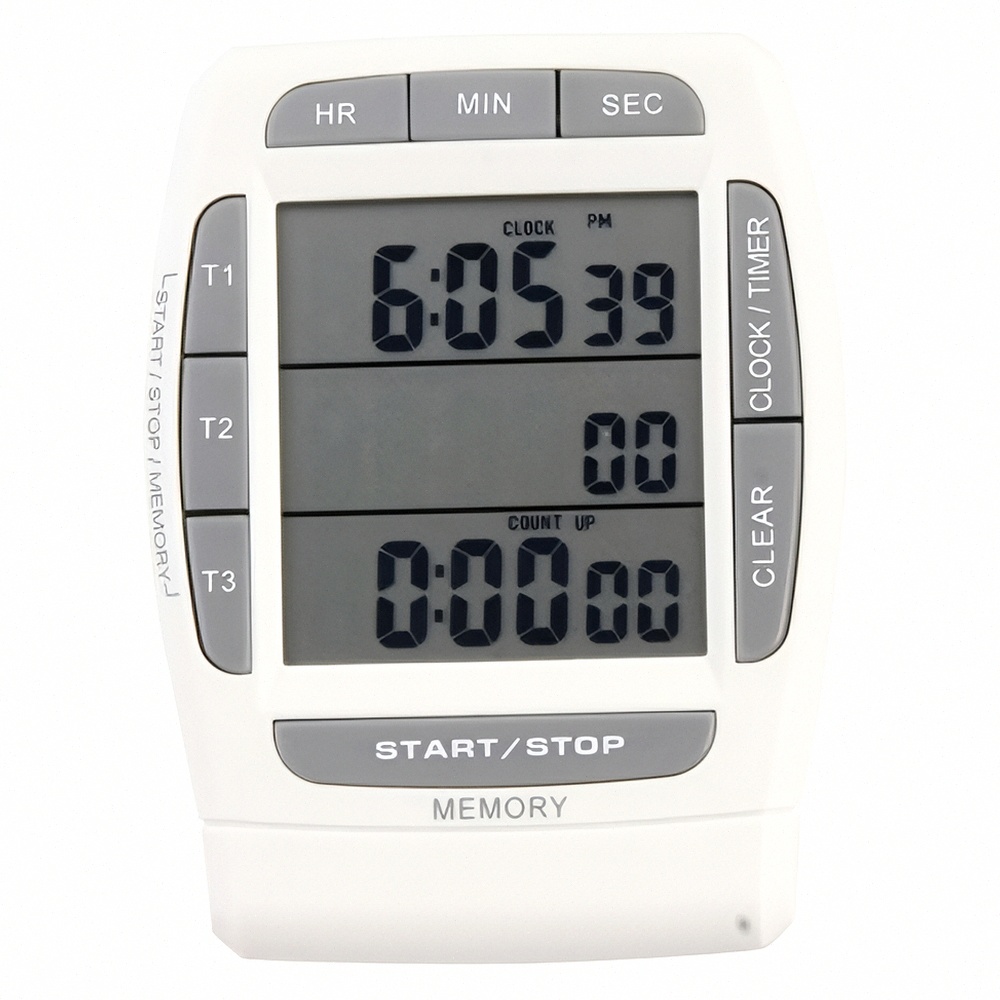 HR MIN SEC
CLOCK PM
6:05 39
00
COUNT UP
0:00 00
T1
T2
T3
START / STOP / MEMORY
CLOCK / TIMER
CLEAR
START/STOP
MEMORY